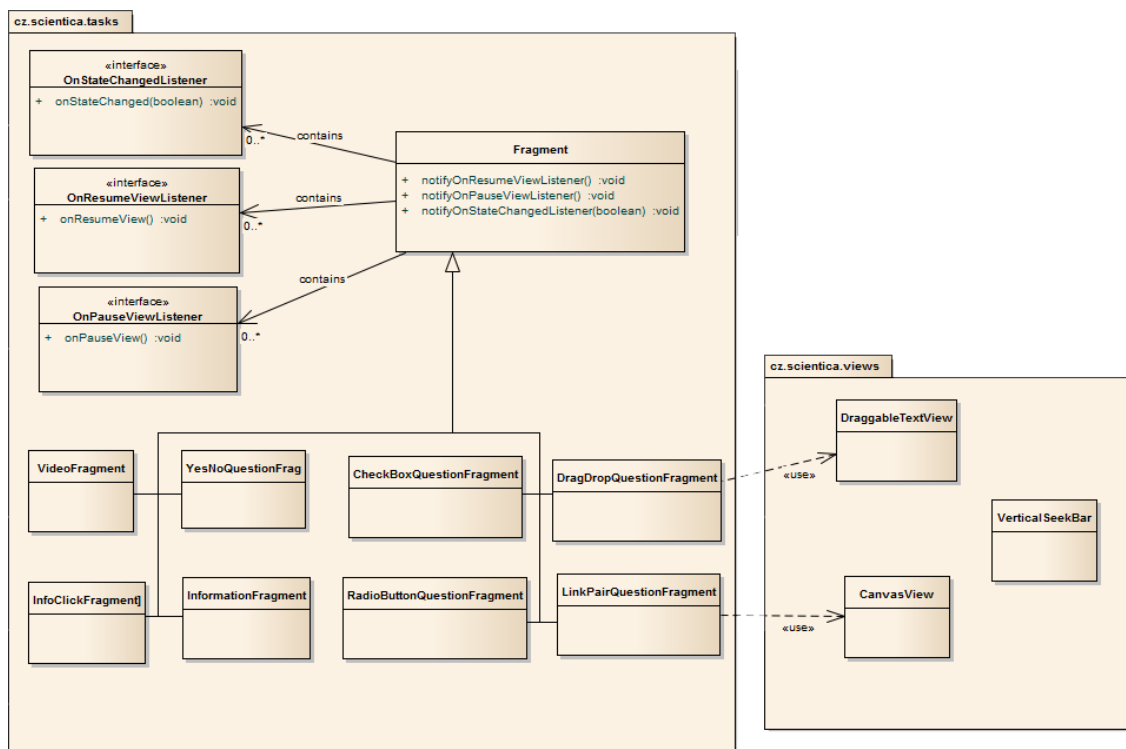 cz.scientica.tasks
«interface»
OnStateChangedListener
+ onStateChanged(boolean) :void
0..*
contains
«interface»
OnResumeViewListener
+ onResumeView() :void
0..*
contains
«interface»
OnPauseViewListener
+ onPauseView() :void
0..*
contains
Fragment
+ notifyOnResumeViewListener() :void
+ notifyOnPauseViewListener() :void
+ notifyOnStateChangedListener(boolean) :void
VideoFragment
YesNoQuestionFrag
CheckBoxQuestionFragment
DragDropQuestionFragment
InfoClickFragment]
InformationFragment
RadioButtonQuestionFragment
LinkPairQuestionFragment
«use»
«use»
cz.scientica.views
DraggableTextView
VerticalSeekBar
CanvasView